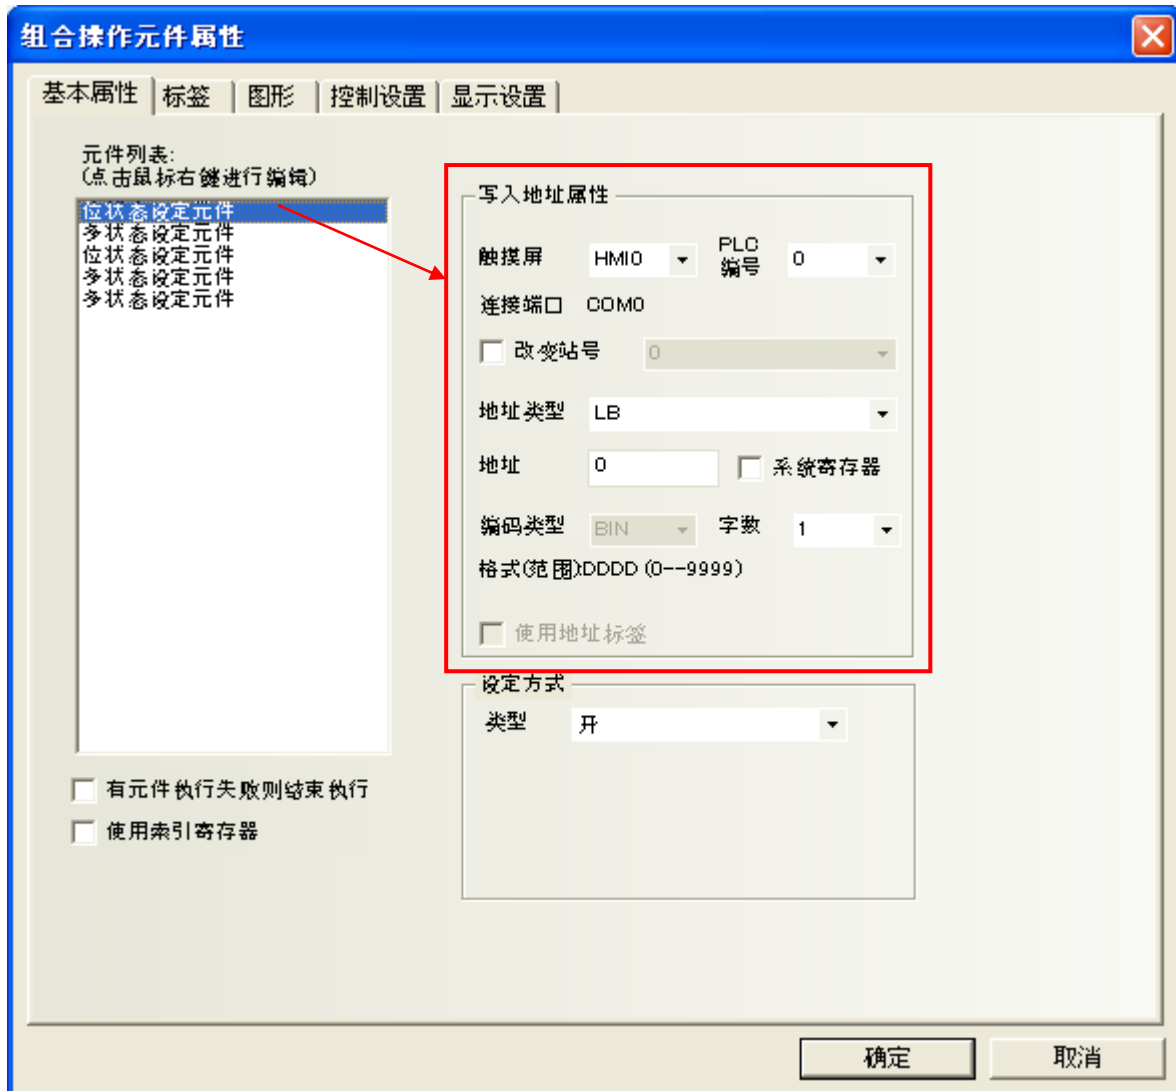 组合操作元件属性
基本属性 标签 图形 控制设置 显示设置
元件列表:
(点击鼠标右键进行编辑)
位状态设定元件
多状态设定元件
位状态设定元件
多状态设定元件
多状态设定元件
有元件执行失败则结束执行
使用索引寄存器
写入地址属性
触摸屏 HMI0 PLC 编号 0
连接端口 COM0
改变站号 0
地址类型 LB
地址 0 系统寄存器
编码类型 BIN 字数 1
格式(范围):DDDD (0--9999)
使用地址标签
设定方式
类型 开
确定 取消